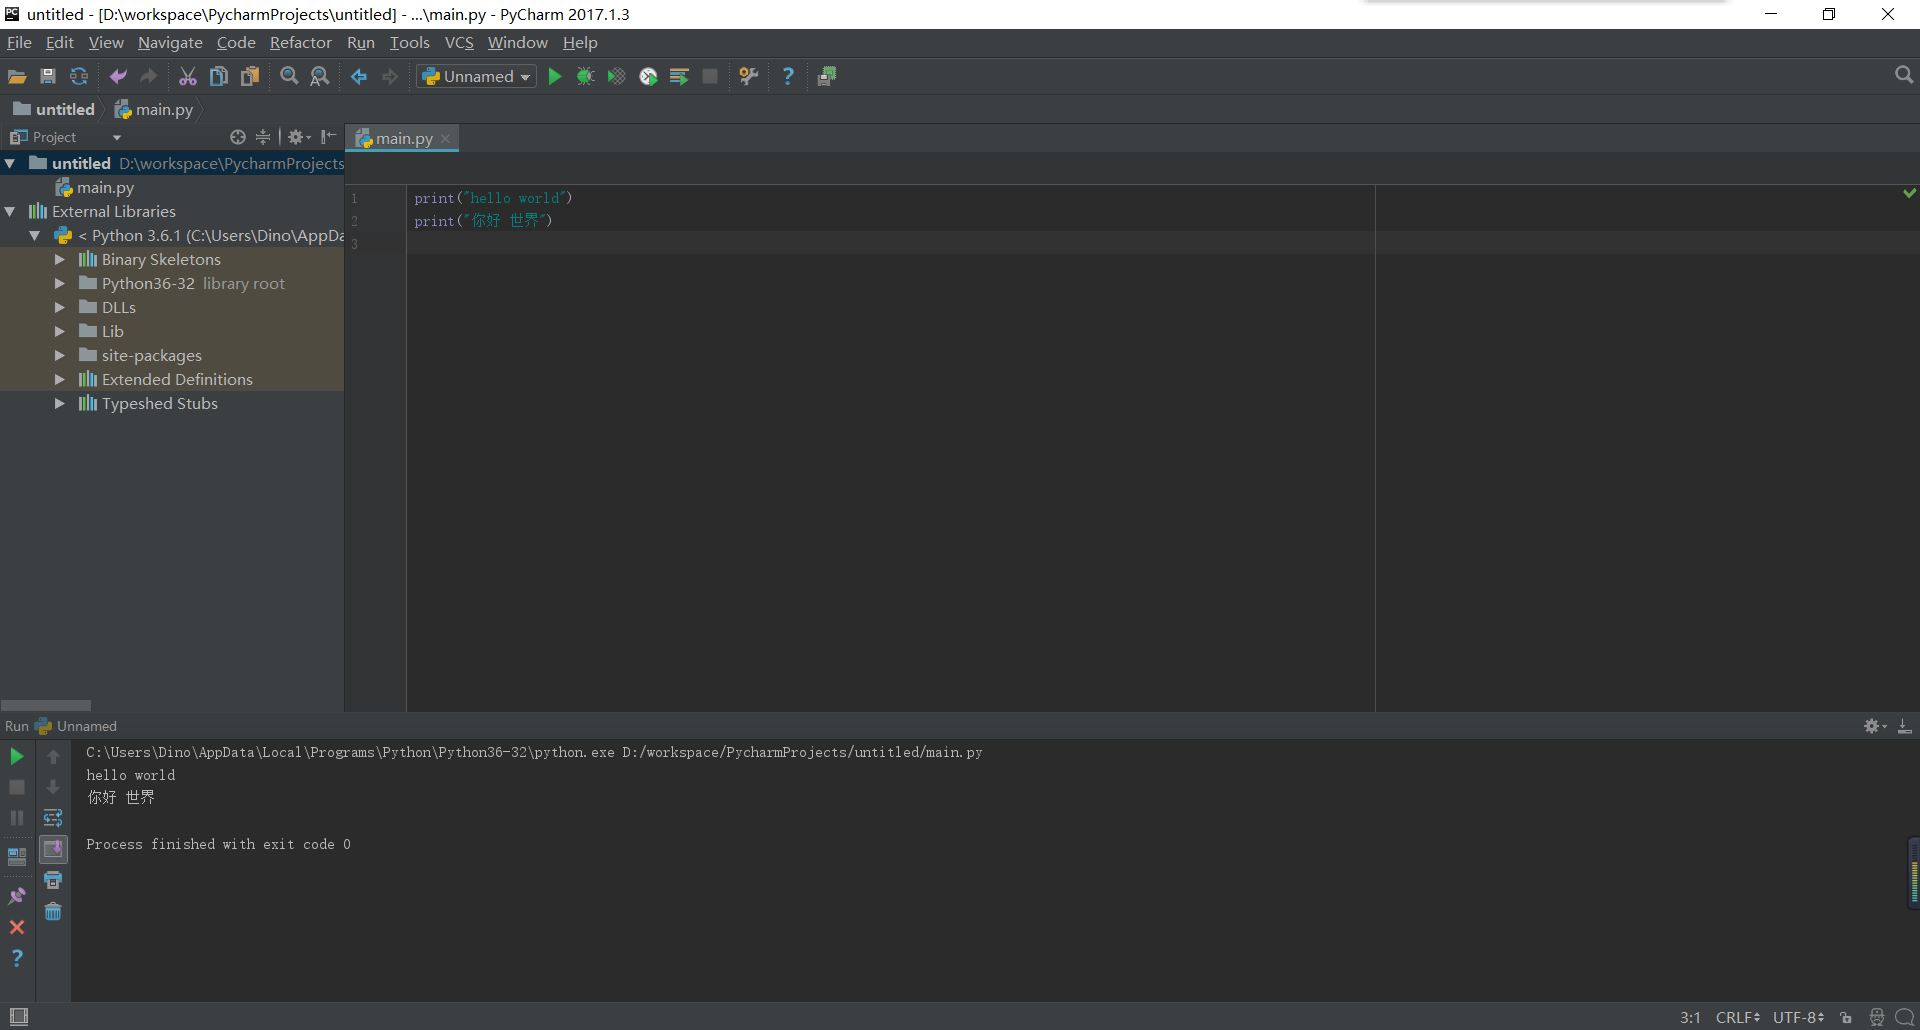 untitled - [D:\workspace\PycharmProjects\untitled] - ...\main.py - PyCharm 2017.1.3
File Edit View Navigate Code Refactor Run Tools VCS Window Help
Unnamed
untitled main.py
Project
main.py
untitled D:\workspace\PycharmProjects
main.py
External Libraries
< Python 3.6.1 (C:\Users\Dino\AppDa
Binary Skeletons
Python36-32 library root
DLLs
Lib
site-packages
Extended Definitions
Typeshed Stubs
1 print("hello world")
2 print("你好 世界")
3
Run Unnamed
C:\Users\Dino\AppData\Local\Programs\Python\Python36-32\python.exe D:/workspace/PycharmProjects/untitled/main.py
hello world
你好 世界
Process finished with exit code 0
3:1 CRLF UTF-8